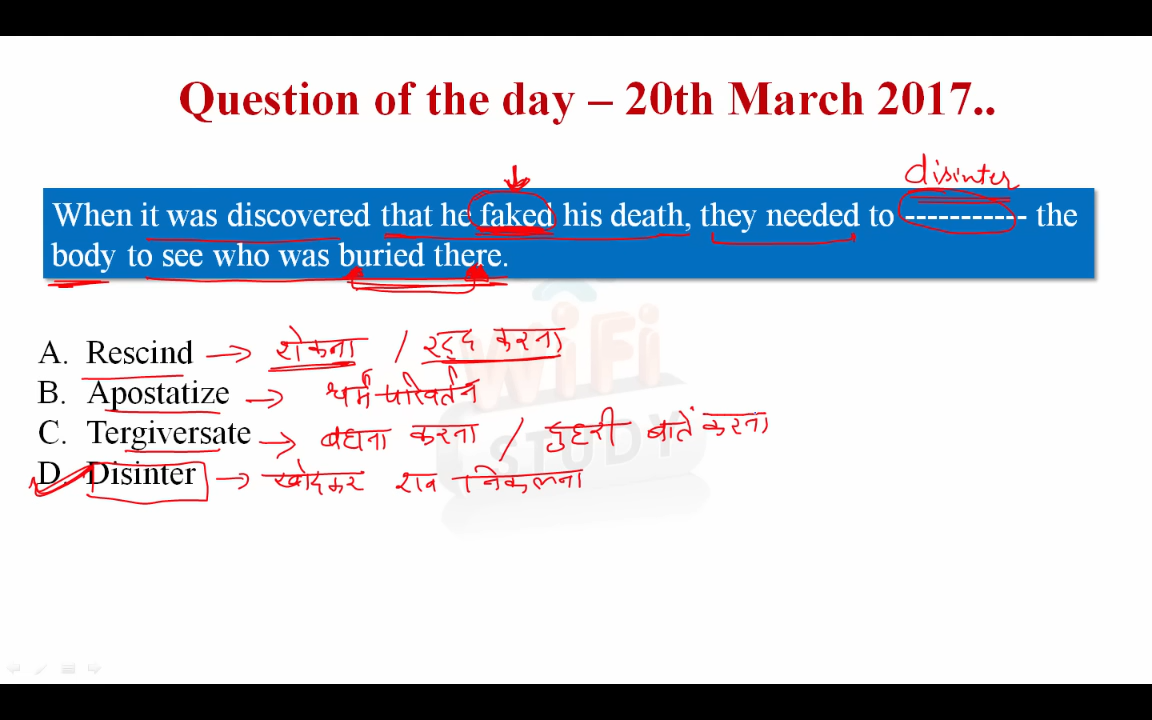 Question of the day – 20th March 2017..
disinter
When it was discovered that he faked his death, they needed to ----------- the
body to see who was buried there.
A. Rescind → रोकना / रद्द करना
B. Apostatize → धर्म परिवर्तन
C. Tergiversate → बहाना करना / दुहरी बातें करना
D. Disinter → खोदकर शव निकलना
WiFi
STUDY